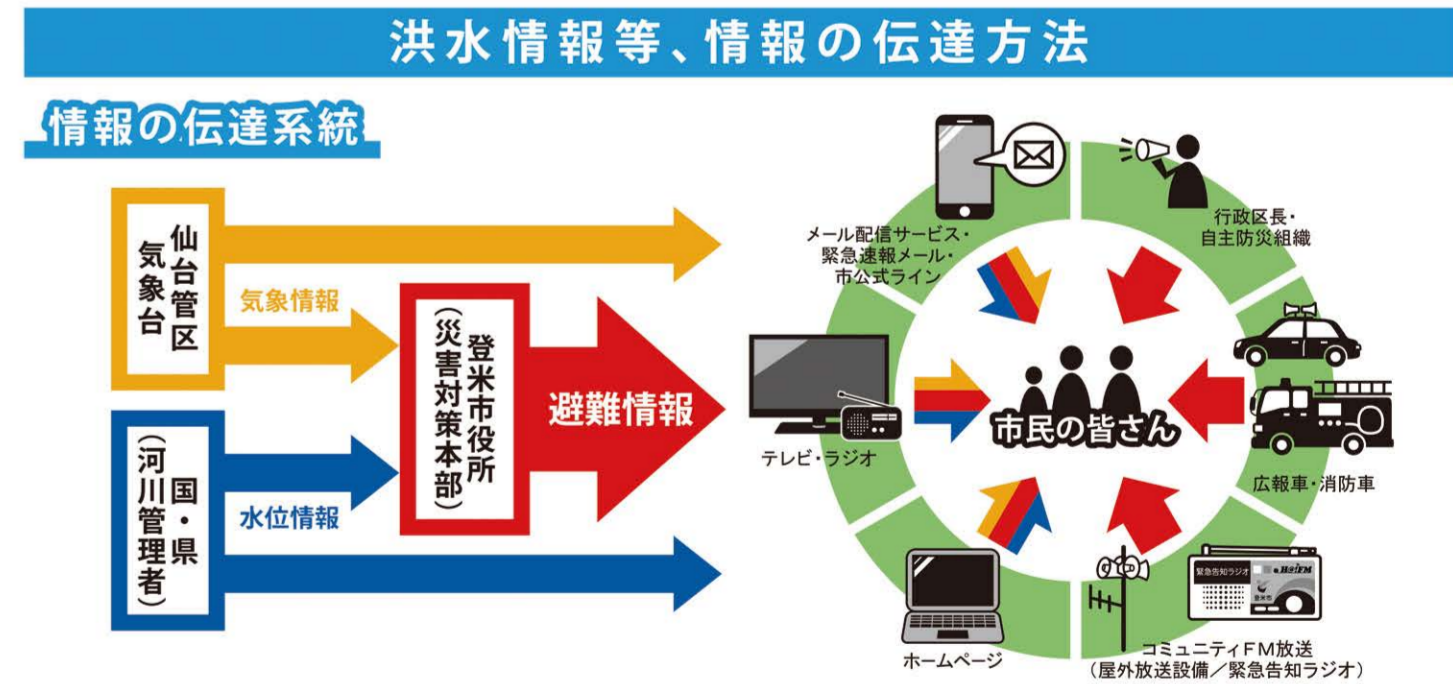 洪水情報等、情報の伝達方法
情報の伝達系統
仙台管区
気象台
気象情報
国・県
（河川管理者）
水位情報
登米市役所
（災害対策本部）
避難情報
メール配信サービス・
緊急速報メール・
市公式ライン
行政区長・
自主防災組織
テレビ・ラジオ
市民の皆さん
広報車・消防車
ホームページ
緊急告知ラジオ
H@!FM
登米市
コミュニティFM放送
（屋外放送設備／緊急告知ラジオ）